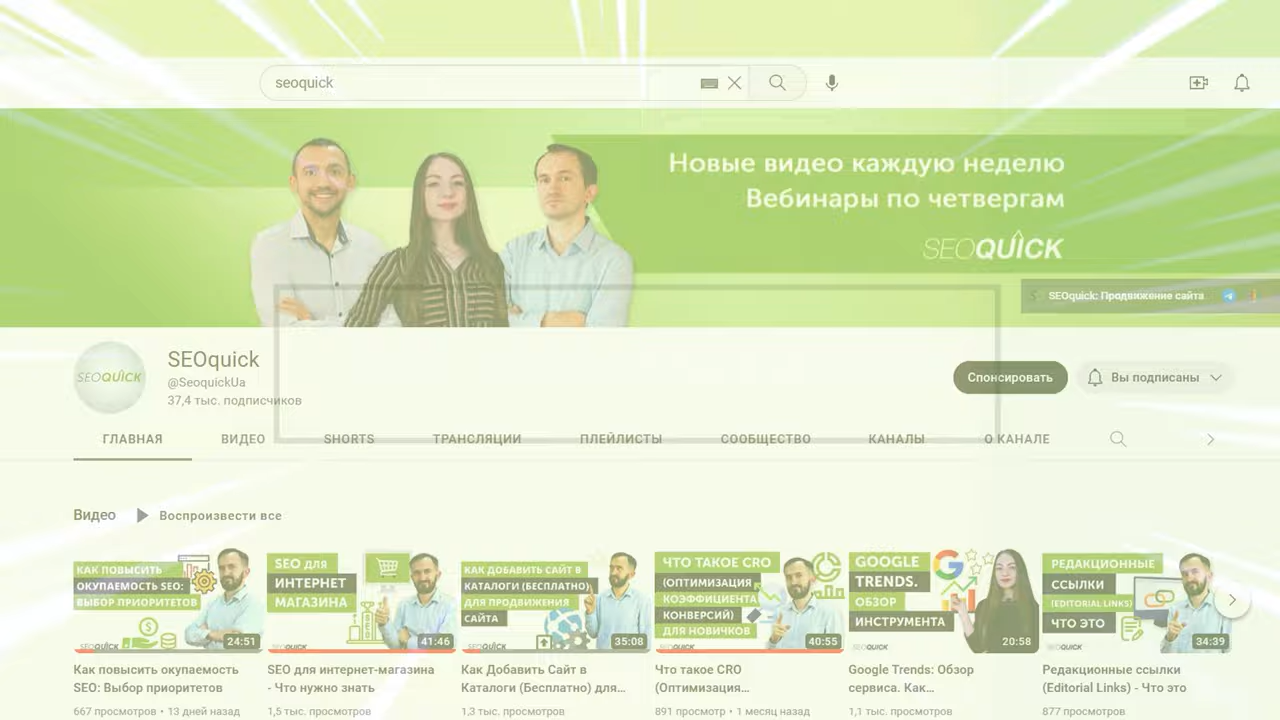 seoquick
Новые видео каждую неделю
Вебинары по четвергам
SEOQUICK
SEOquick: Продвижение сайта
SEOQUICK
SEOquick
@SeoquickUa
37,4 тыс. подписчиков
Спонсировать
Вы подписаны
ГЛАВНАЯ ВИДЕО SHORTS ТРАНСЛЯЦИИ ПЛЕЙЛИСТЫ СООБЩЕСТВО КАНАЛЫ О КАНАЛЕ
Видео Воспроизвести все
КАК ПОВЫСИТЬ
ОКУПАЕМОСТЬ SEO:
ВЫБОР ПРИОРИТЕТОВ
SEOQUICK
24:51
Как повысить окупаемость
SEO: Выбор приоритетов
667 просмотров • 13 дней назад
SEO ДЛЯ
ИНТЕРНЕТ
МАГАЗИНА
41:46
SEO для интернет-магазина
- Что нужно знать
1,5 тыс. просмотров
КАК ДОБАВИТЬ САЙТ В
КАТАЛОГИ (БЕСПЛАТНО)
ДЛЯ ПРОДВИЖЕНИЯ
САЙТА
SEOQUICK
35:08
Как Добавить Сайт в
Каталоги (Бесплатно) для...
1,3 тыс. просмотров
ЧТО ТАКОЕ CRO
(ОПТИМИЗАЦИЯ
КОЭФФИЦИЕНТА
КОНВЕРСИЙ)
ДЛЯ НОВИЧКОВ
40:55
Что такое CRO
(Оптимизация...
891 просмотр • 1 месяц назад
GOOGLE
TRENDS.
ОБЗОР
ИНСТРУМЕНТА
SEOQUICK
20:58
Google Trends: Обзор
сервиса. Как...
1,1 тыс. просмотров
РЕДАКЦИОННЫЕ
ССЫЛКИ
(EDITORIAL LINKS)
ЧТО ЭТО
SEOQUICK
34:39
Редакционные ссылки
(Editorial Links) - Что это
877 просмотров